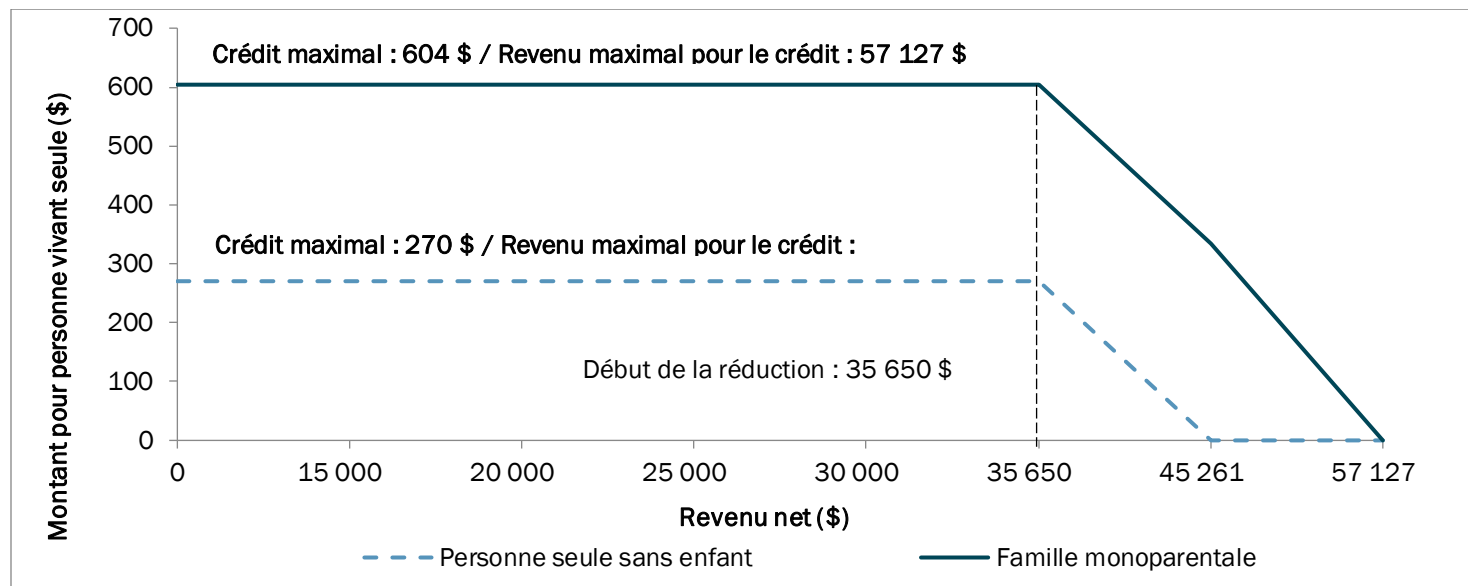 700
600
500
400
300
200
100
0
Montant pour personne vivant seule ($)
Crédit maximal : 604 $ / Revenu maximal pour le crédit : 57 127 $
Crédit maximal : 270 $ / Revenu maximal pour le crédit :
Début de la réduction : 35 650 $
0 15 000 20 000 25 000 30 000 35 650 45 261 57 127
Revenu net ($)
Personne seule sans enfant Famille monoparentale